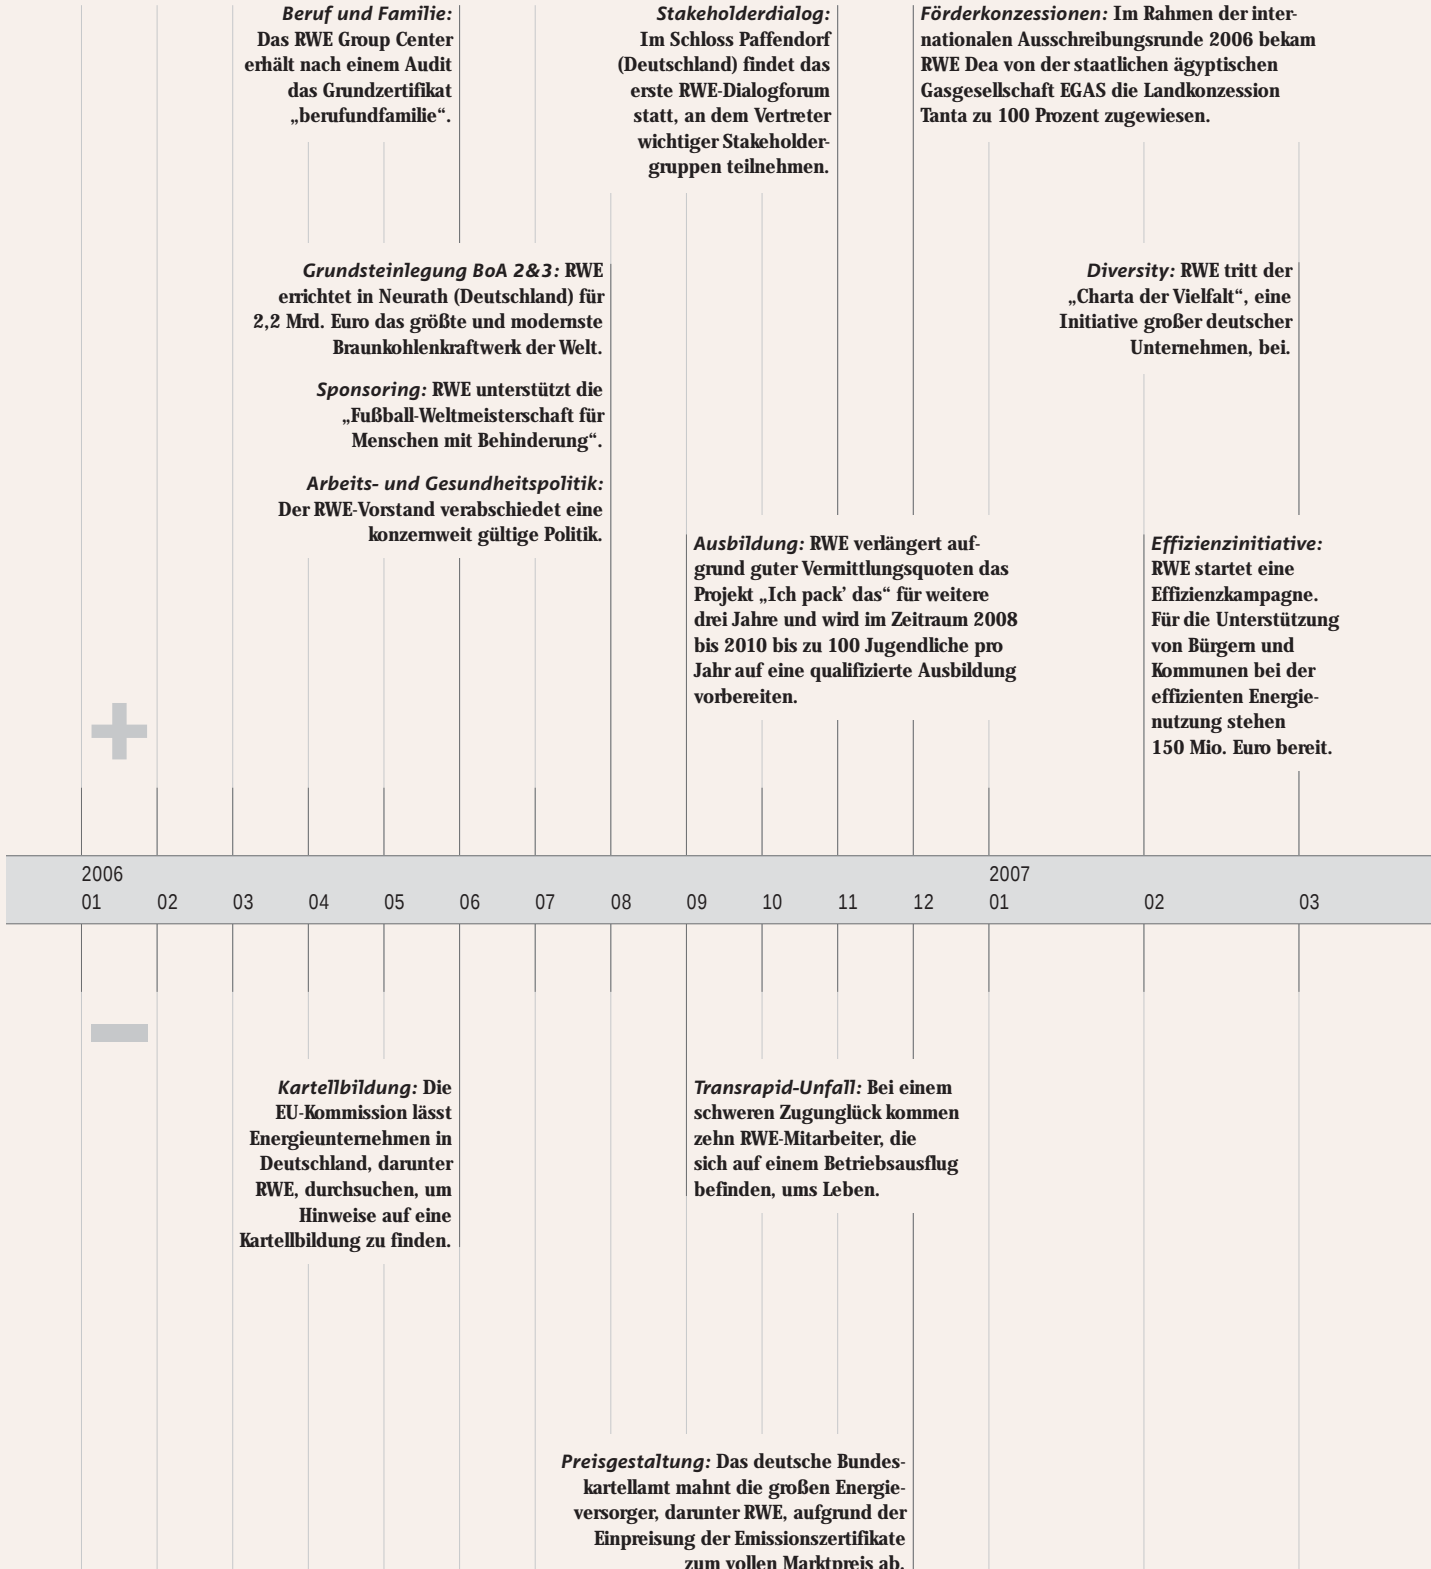 Beruf und Familie:
Das RWE Group Center
erhält nach einem Audit
das Grundzertifikat
„berufundfamilie“.
Stakeholderdialog:
Im Schloss Paffendorf
(Deutschland) findet das
erste RWE-Dialogforum
statt, an dem Vertreter
wichtiger Stakeholder-
gruppen teilnehmen.
Förderkonzessionen: Im Rahmen der inter-
nationalen Ausschreibungsrunde 2006 bekam
RWE Dea von der staatlichen ägyptischen
Gasgesellschaft EGAS die Landkonzession
Tanta zu 100 Prozent zugewiesen.
Grundsteinlegung BoA 2&3: RWE
errichtet in Neurath (Deutschland) für
2,2 Mrd. Euro das größte und modernste
Braunkohlenkraftwerk der Welt.
Sponsoring: RWE unterstützt die
„Fußball-Weltmeisterschaft für
Menschen mit Behinderung“.
Arbeits- und Gesundheitspolitik:
Der RWE-Vorstand verabschiedet eine
konzernweit gültige Politik.
Diversity: RWE tritt der
„Charta der Vielfalt“, eine
Initiative großer deutscher
Unternehmen, bei.
Ausbildung: RWE verlängert auf-
grund guter Vermittlungsquoten das
Projekt „Ich pack’ das“ für weitere
drei Jahre und wird im Zeitraum 2008
bis 2010 bis zu 100 Jugendliche pro
Jahr auf eine qualifizierte Ausbildung
vorbereiten.
Effizienzinitiative:
RWE startet eine
Effizienzkampagne.
Für die Unterstützung
von Bürgern und
Kommunen bei der
effizienten Energie-
nutzung stehen
150 Mio. Euro bereit.
2006 2007
01 02 03 04 05 06 07 08 09 10 11 12 01 02 03
Kartellbildung: Die
EU-Kommission lässt
Energieunternehmen in
Deutschland, darunter
RWE, durchsuchen, um
Hinweise auf eine
Kartellbildung zu finden.
Transrapid-Unfall: Bei einem
schweren Zugunglück kommen
zehn RWE-Mitarbeiter, die
sich auf einem Betriebsausflug
befinden, ums Leben.
Preisgestaltung: Das deutsche Bundes-
kartellamt mahnt die großen Energie-
versorger, darunter RWE, aufgrund der
Einpreisung der Emissionszertifikate
zum vollen Marktpreis ab.